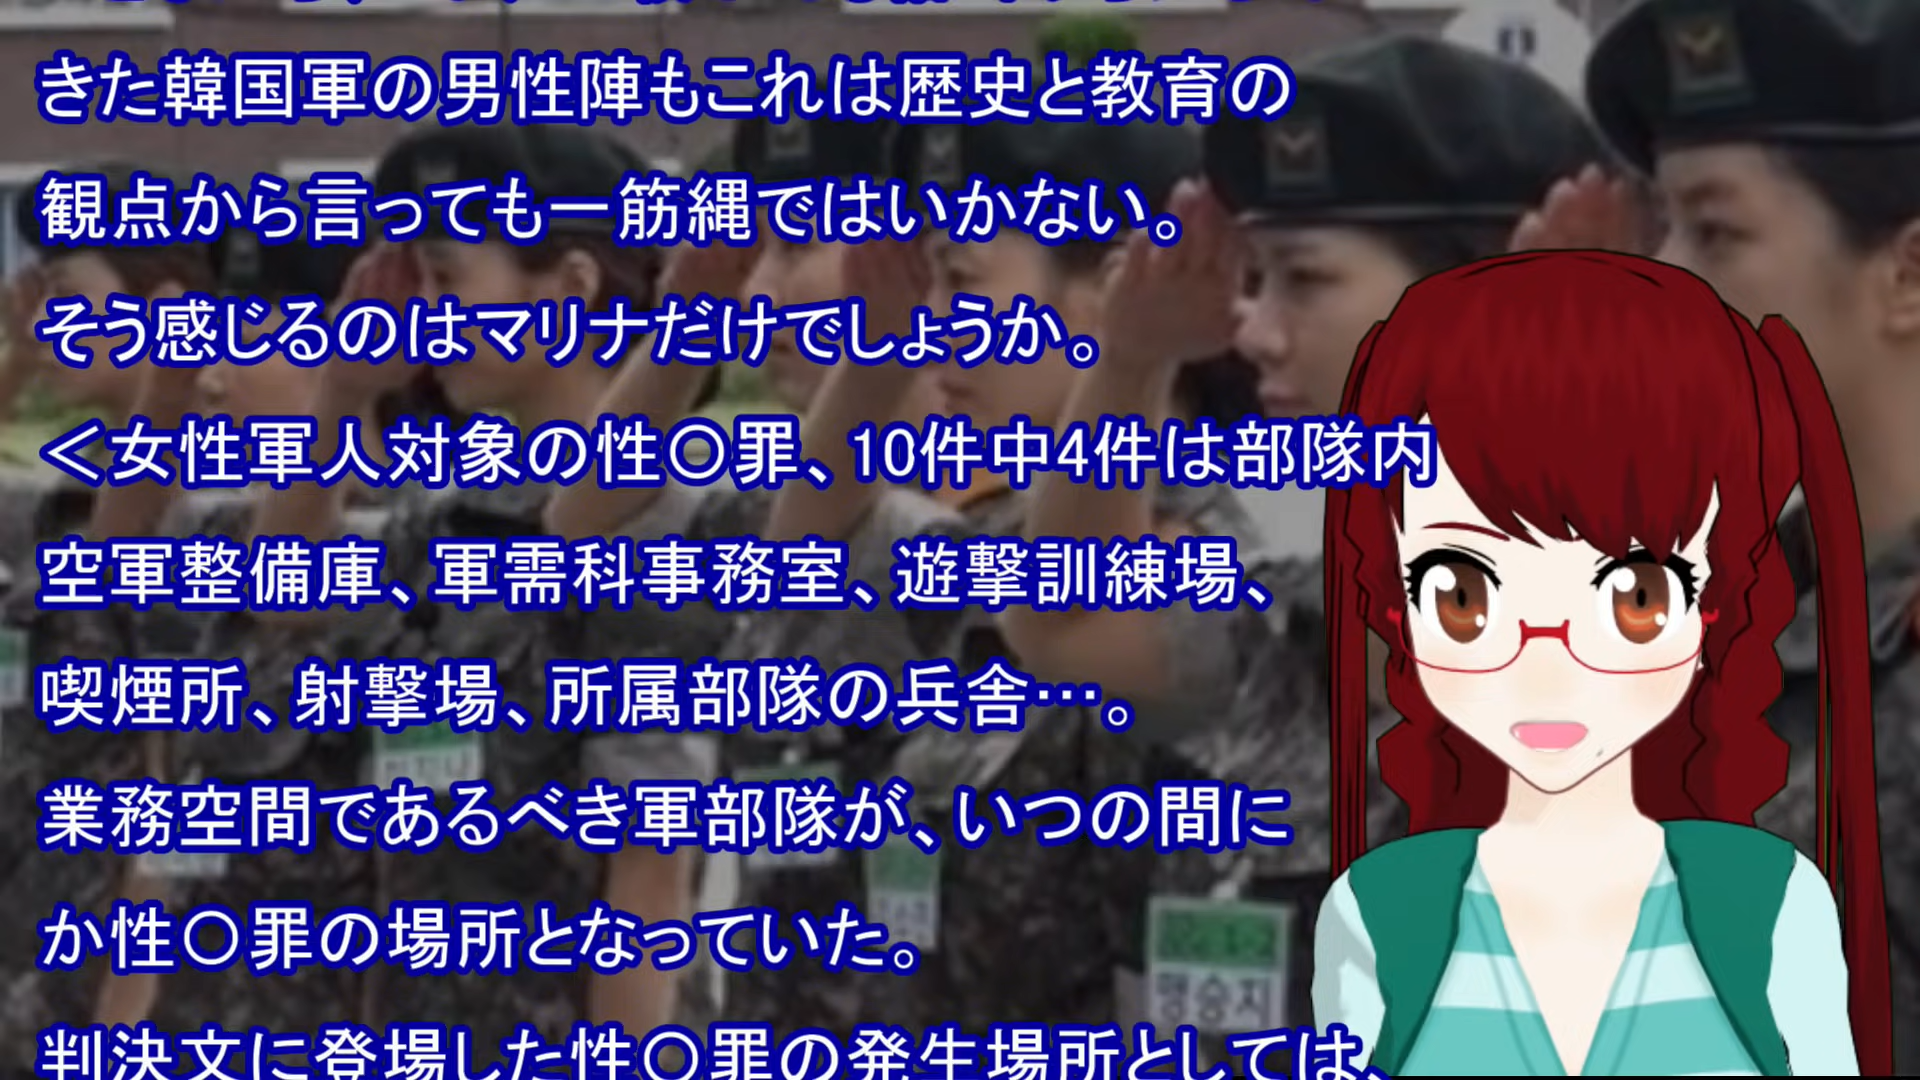 きた韓国軍の男性陣もこれは歴史と教育の
観点から言っても一筋縄ではいかない。
そう感じるのはマリナだけでしょうか。
＜女性軍人対象の性〇罪、10件中4件は部隊内
空軍整備庫、軍需科事務室、遊撃訓練場、
喫煙所、射撃場、所属部隊の兵舎…。
業務空間であるべき軍部隊が、いつの間に
か性〇罪の場所となっていた。
判決文に登場した性〇罪の発生場所としては、